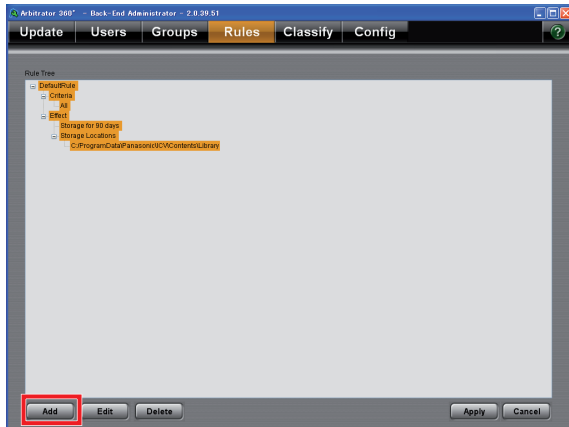 Arbitrator 360° - Back-End Administrator - 2.0.39.51
Update Users Groups Rules Classify Config ?
Rule Tree
DefaultRule
Criteria
All
Effect
Storage for 90 days
Storage Locations
C:/ProgramData\Panasonic\ICV\Contents\Library
Add Edit Delete Apply Cancel